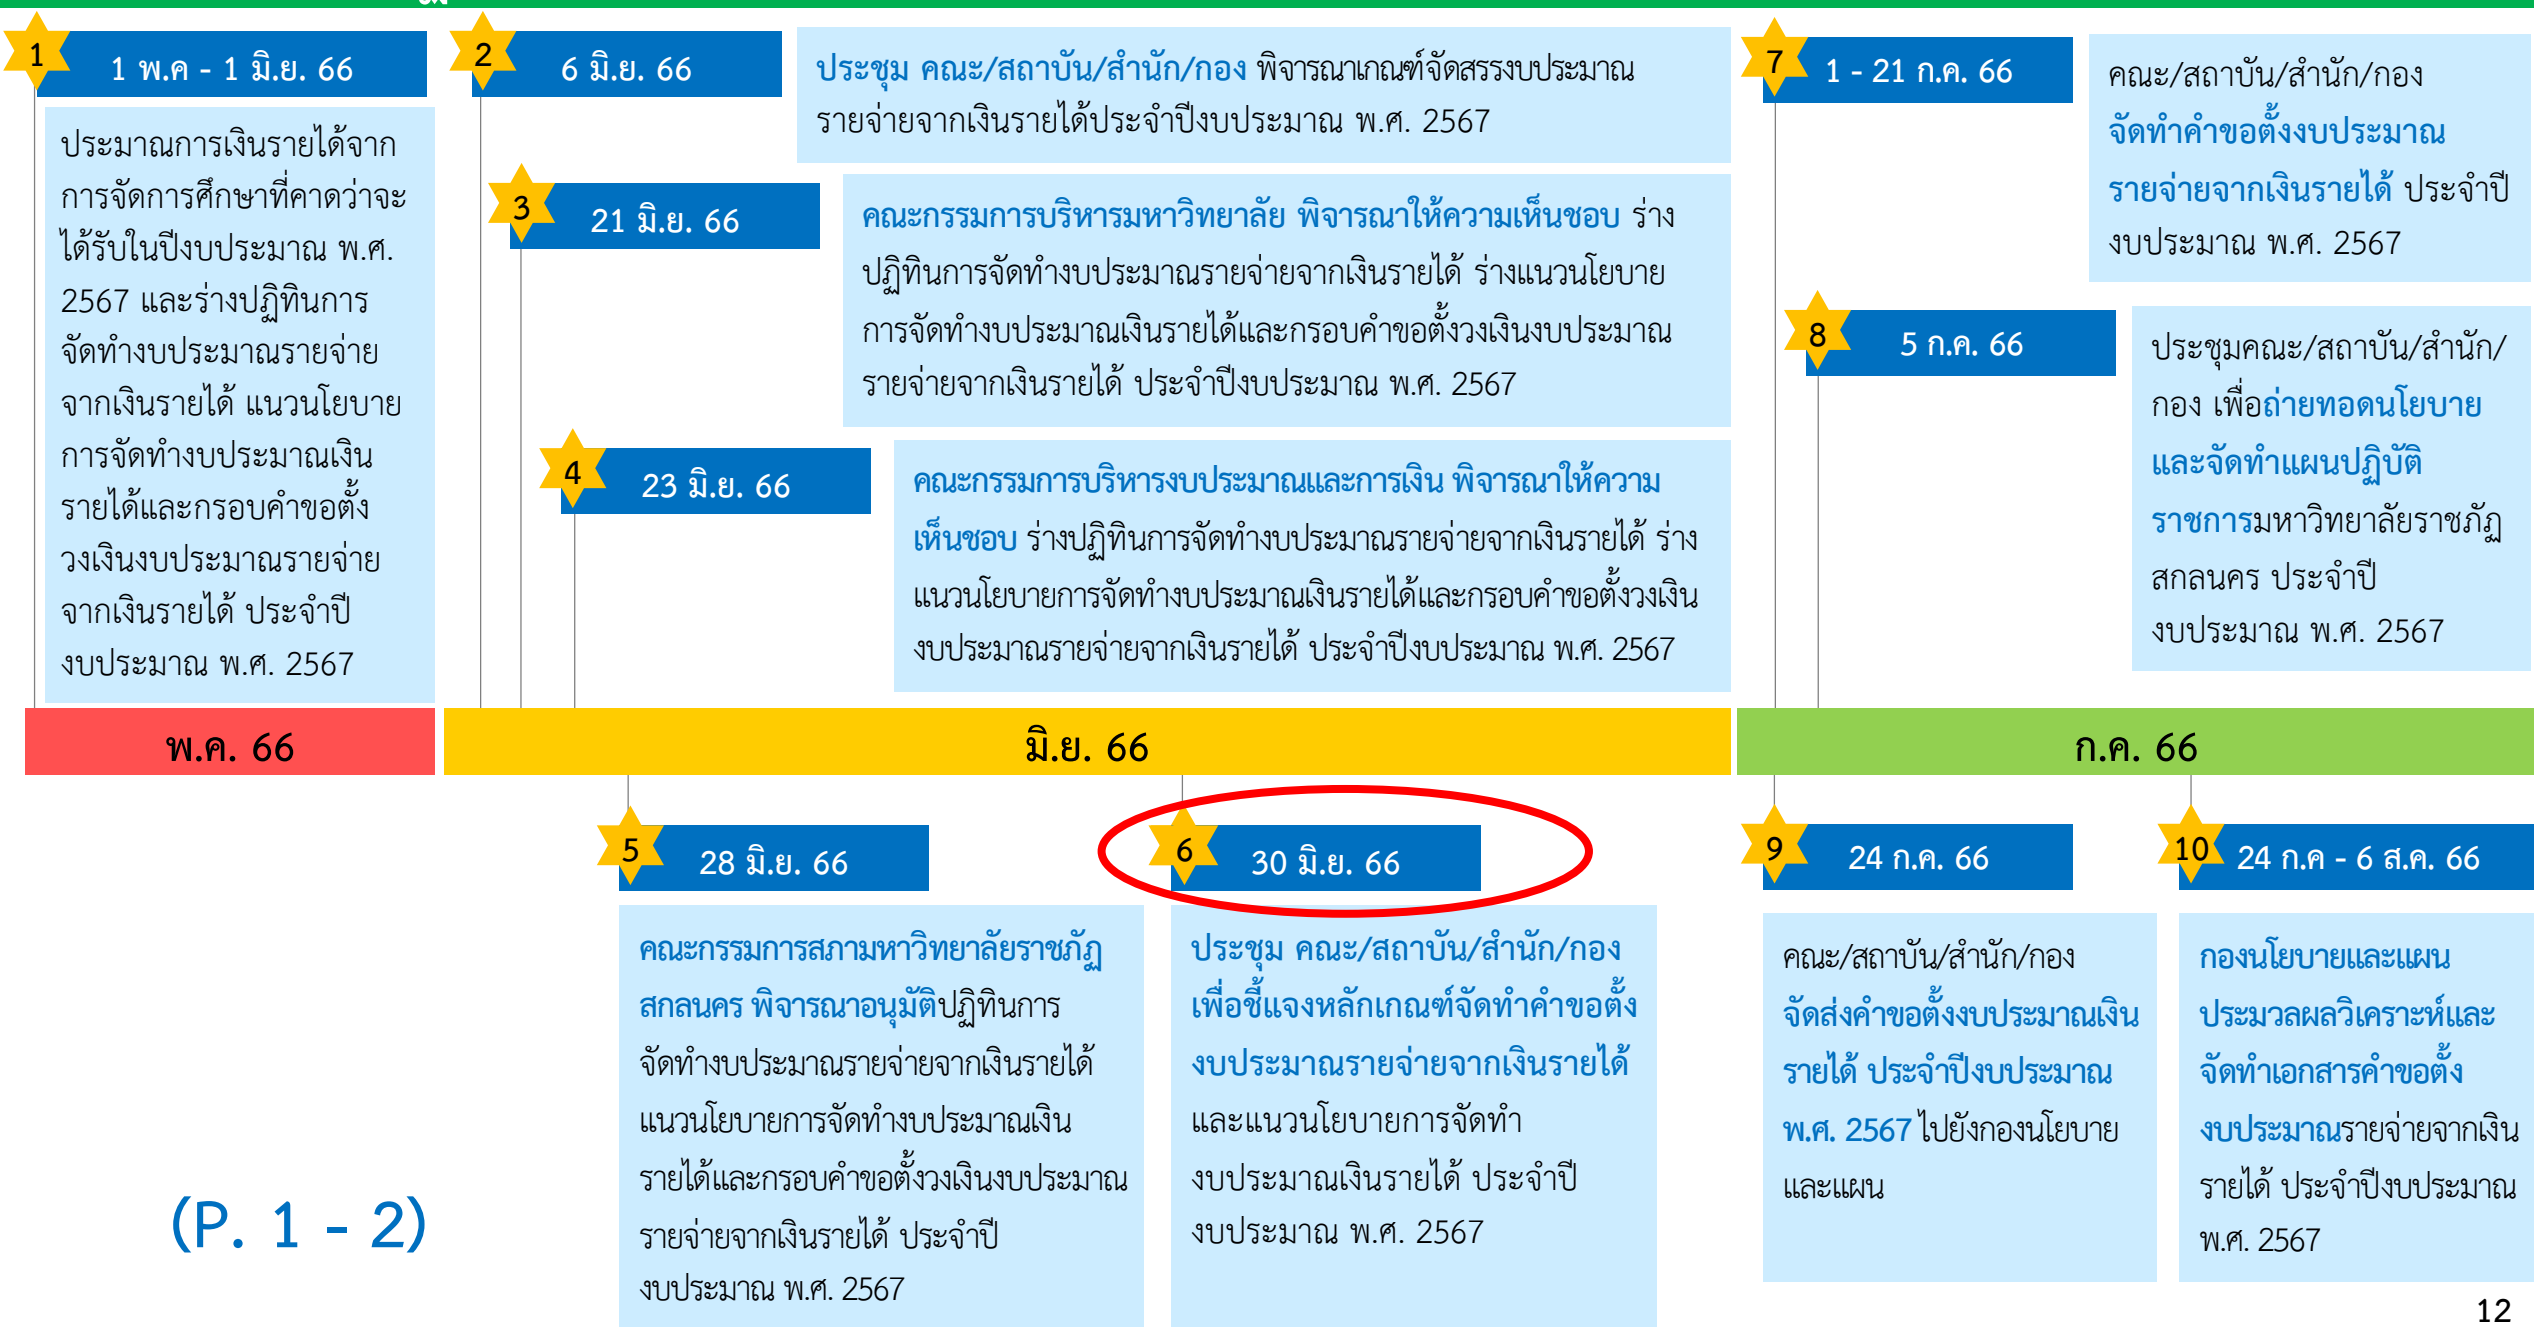 1
1 พ.ค - 1 มิ.ย. 66
ประมาณการเงินรายได้จาก
การจัดการศึกษาที่คาดว่าจะ
ได้รับในปีงบประมาณ พ.ศ.
2567 และร่างปฏิทินการ
จัดทำงบประมาณรายจ่าย
จากเงินรายได้ แนวนโยบาย
การจัดทำงบประมาณเงิน
รายได้และกรอบคำขอตั้ง
วงเงินงบประมาณรายจ่าย
จากเงินรายได้ ประจำปี
งบประมาณ พ.ศ. 2567
2
6 มิ.ย. 66
ประชุม คณะ/สถาบัน/สำนัก/กอง พิจารณาเกณฑ์จัดสรรงบประมาณ
รายจ่ายจากเงินรายได้ประจำปีงบประมาณ พ.ศ. 2567
3
21 มิ.ย. 66
คณะกรรมการบริหารมหาวิทยาลัย พิจารณาให้ความเห็นชอบ ร่าง
ปฏิทินการจัดทำงบประมาณรายจ่ายจากเงินรายได้ ร่างแนวนโยบาย
การจัดทำงบประมาณเงินรายได้และกรอบคำขอตั้งวงเงินงบประมาณ
รายจ่ายจากเงินรายได้ ประจำปีงบประมาณ พ.ศ. 2567
4
23 มิ.ย. 66
คณะกรรมการบริหารงบประมาณและการเงิน พิจารณาให้ความ
เห็นชอบ ร่างปฏิทินการจัดทำงบประมาณรายจ่ายจากเงินรายได้ ร่าง
แนวนโยบายการจัดทำงบประมาณเงินรายได้และกรอบคำขอตั้งวงเงิน
งบประมาณรายจ่ายจากเงินรายได้ ประจำปีงบประมาณ พ.ศ. 2567
7
1 - 21 ก.ค. 66
คณะ/สถาบัน/สำนัก/กอง
จัดทำคำขอตั้งงบประมาณ
รายจ่ายจากเงินรายได้ ประจำปี
งบประมาณ พ.ศ. 2567
8
5 ก.ค. 66
ประชุมคณะ/สถาบัน/สำนัก/
กอง เพื่อถ่ายทอดนโยบาย
และจัดทำแผนปฏิบัติ
ราชการมหาวิทยาลัยราชภัฏ
สกลนคร ประจำปี
งบประมาณ พ.ศ. 2567
พ.ค. 66
มิ.ย. 66
ก.ค. 66
5
28 มิ.ย. 66
คณะกรรมการสภามหาวิทยาลัยราชภัฏ
สกลนคร พิจารณาอนุมัติปฏิทินการ
จัดทำงบประมาณรายจ่ายจากเงินรายได้
แนวนโยบายการจัดทำงบประมาณเงิน
รายได้และกรอบคำขอตั้งวงเงินงบประมาณ
รายจ่ายจากเงินรายได้ ประจำปี
งบประมาณ พ.ศ. 2567
6
30 มิ.ย. 66
ประชุม คณะ/สถาบัน/สำนัก/กอง
เพื่อชี้แจงหลักเกณฑ์จัดทำคำขอตั้ง
งบประมาณรายจ่ายจากเงินรายได้
และแนวนโยบายการจัดทำ
งบประมาณเงินรายได้ ประจำปี
งบประมาณ พ.ศ. 2567
9
24 ก.ค. 66
คณะ/สถาบัน/สำนัก/กอง
จัดส่งคำขอตั้งงบประมาณเงิน
รายได้ ประจำปีงบประมาณ
พ.ศ. 2567 ไปยังกองนโยบาย
และแผน
10
24 ก.ค - 6 ส.ค. 66
กองนโยบายและแผน
ประมวลผลวิเคราะห์และ
จัดทำเอกสารคำขอตั้ง
งบประมาณรายจ่ายจากเงิน
รายได้ ประจำปีงบประมาณ
พ.ศ. 2567
(P. 1 - 2)
12